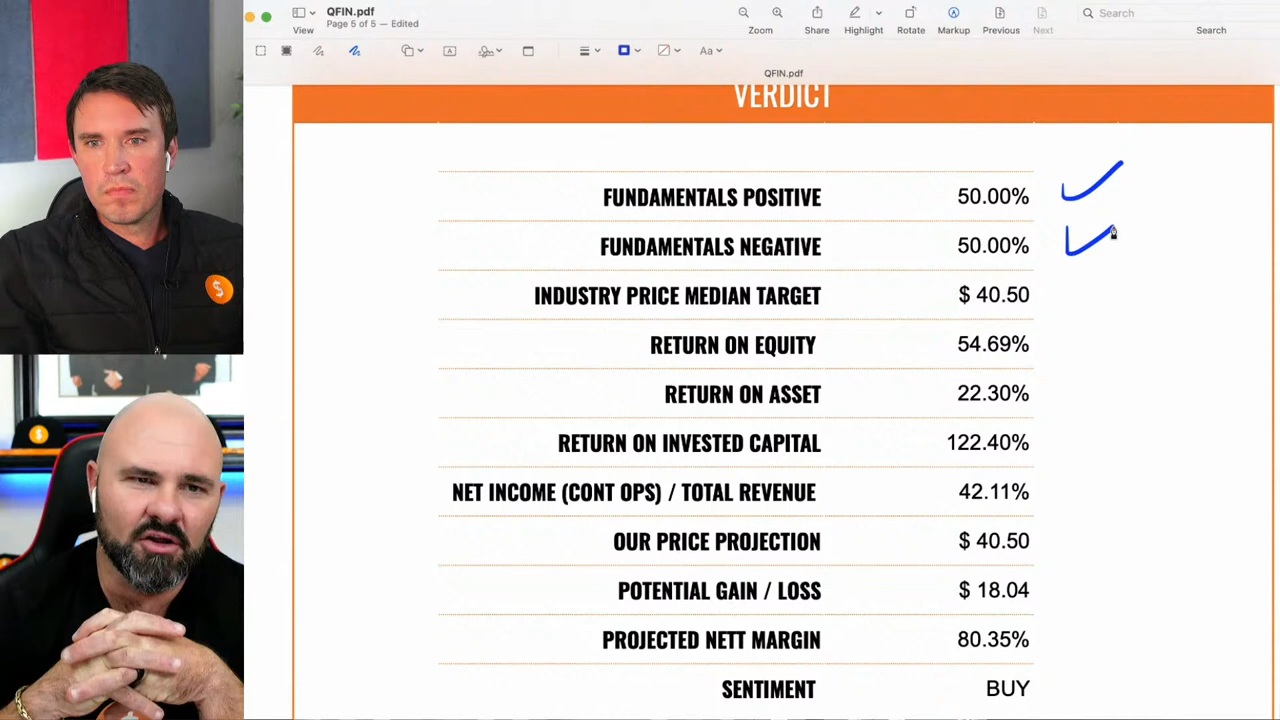 QFIN.pdf
Page 5 of 5 — Edited
View
Zoom
Share
Highlight
Rotate
Markup
Previous
Next
Search
Search
Aa
QFIN.pdf
VERDICT
FUNDAMENTALS POSITIVE 50.00%
FUNDAMENTALS NEGATIVE 50.00%
INDUSTRY PRICE MEDIAN TARGET $ 40.50
RETURN ON EQUITY 54.69%
RETURN ON ASSET 22.30%
RETURN ON INVESTED CAPITAL 122.40%
NET INCOME (CONT OPS) / TOTAL REVENUE 42.11%
OUR PRICE PROJECTION $ 40.50
POTENTIAL GAIN / LOSS $ 18.04
PROJECTED NETT MARGIN 80.35%
SENTIMENT BUY
$
$